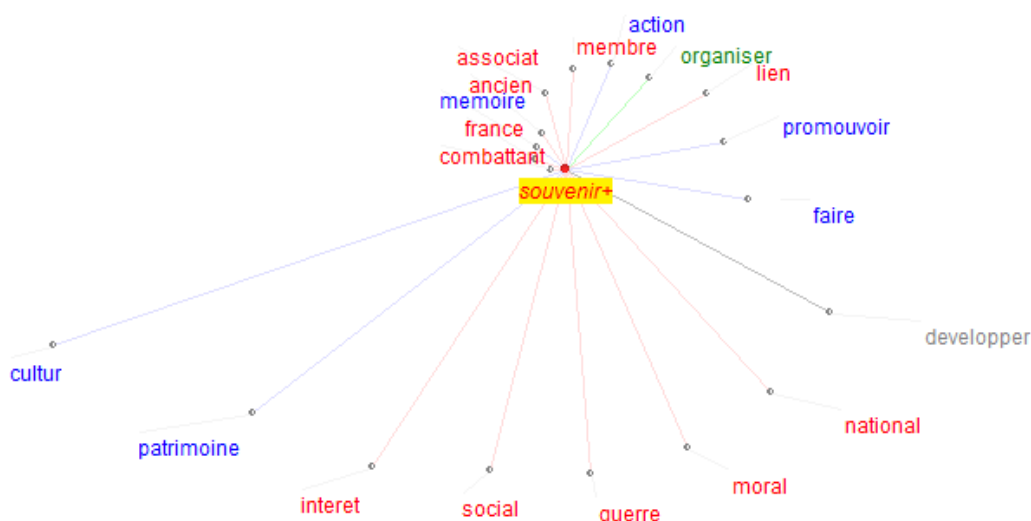 action
membre
associat
organiser
lien
ancien
memoire
promouvoir
france
combattant
souvenir+
faire
developper
cultur
national
patrimoine
moral
interet
social
guerre